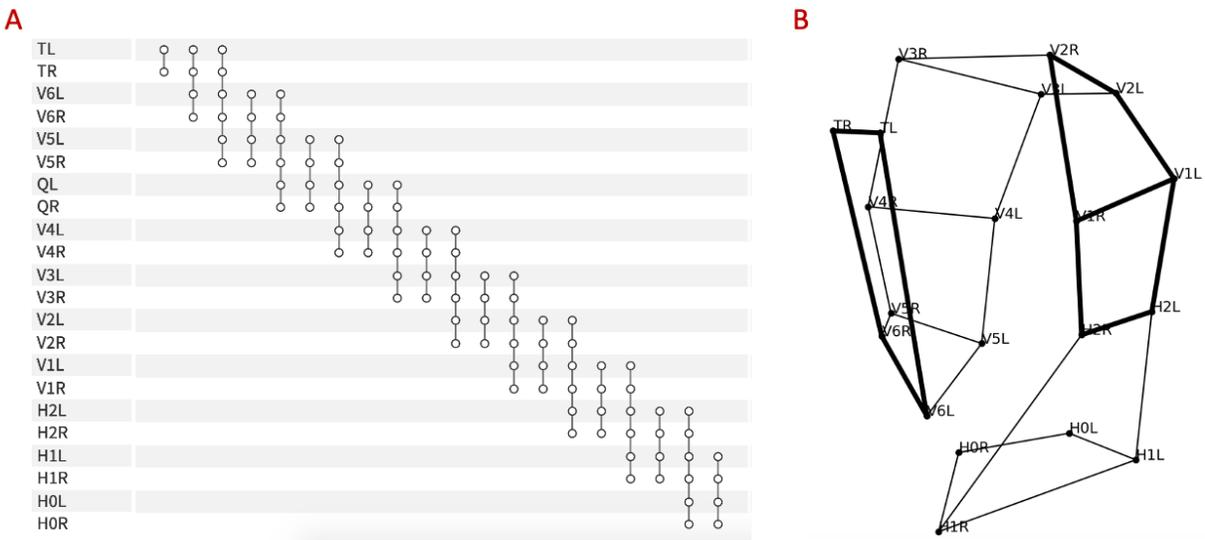 A
TL
TR
V6L
V6R
V5L
V5R
QL
QR
V4L
V4R
V3L
V3R
V2L
V2R
V1L
V1R
H2L
H2R
H1L
H1R
H0L
H0R
B
V3R
V2R
V3L
V2L
TR
TL
V1L
V4R
V4L
V1R
V5R
H2L
V6R
H2R
V5L
V6L
H0L
H0R
H1L
H1R